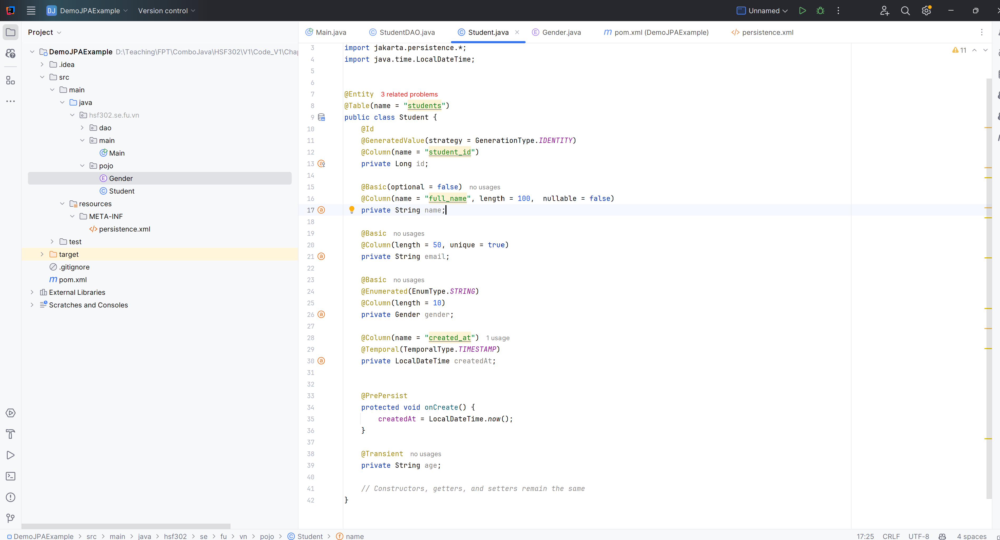 DJ DemoJPAExample Version control Unnamed
Project
Main.java StudentDAO.java Student.java Gender.java m pom.xml (DemoJPAExample) </> persistence.xml
DemoJPAExample D:\Teaching\FPT\ComboJava\HSF302\V1\Code_V1\Chap
.idea
src
main
java
hsf302.se.fu.vn
dao
main
Main
pojo
Gender
Student
resources
META-INF
</> persistence.xml
test
target
.gitignore
m pom.xml
External Libraries
Scratches and Consoles
11
3 import jakarta.persistence.*;
4 import java.time.LocalDateTime;
5
6
7 @Entity 3 related problems
8 @Table(name = "students")
9 public class Student {
10 @Id
11 @GeneratedValue(strategy = GenerationType.IDENTITY)
12 @Column(name = "student_id")
13 private Long id;
14
15 @Basic(optional = false) no usages
16 @Column(name = "full_name", length = 100, nullable = false)
17 private String name;
18
19 @Basic no usages
20 @Column(length = 50, unique = true)
21 private String email;
22
23 @Basic no usages
24 @Enumerated(EnumType.STRING)
25 @Column(length = 10)
26 private Gender gender;
27
28 @Column(name = "created_at") 1 usage
29 @Temporal(TemporalType.TIMESTAMP)
30 private LocalDateTime createdAt;
31
32
33 @PrePersist
34 protected void onCreate() {
35 createdAt = LocalDateTime.now();
36 }
37
38 @Transient no usages
39 private String age;
40
41 // Constructors, getters, and setters remain the same
42 }
DemoJPAExample > src > main > java > hsf302 > se > fu > vn > pojo > Student > name 17:25 CRLF UTF-8 4 spaces